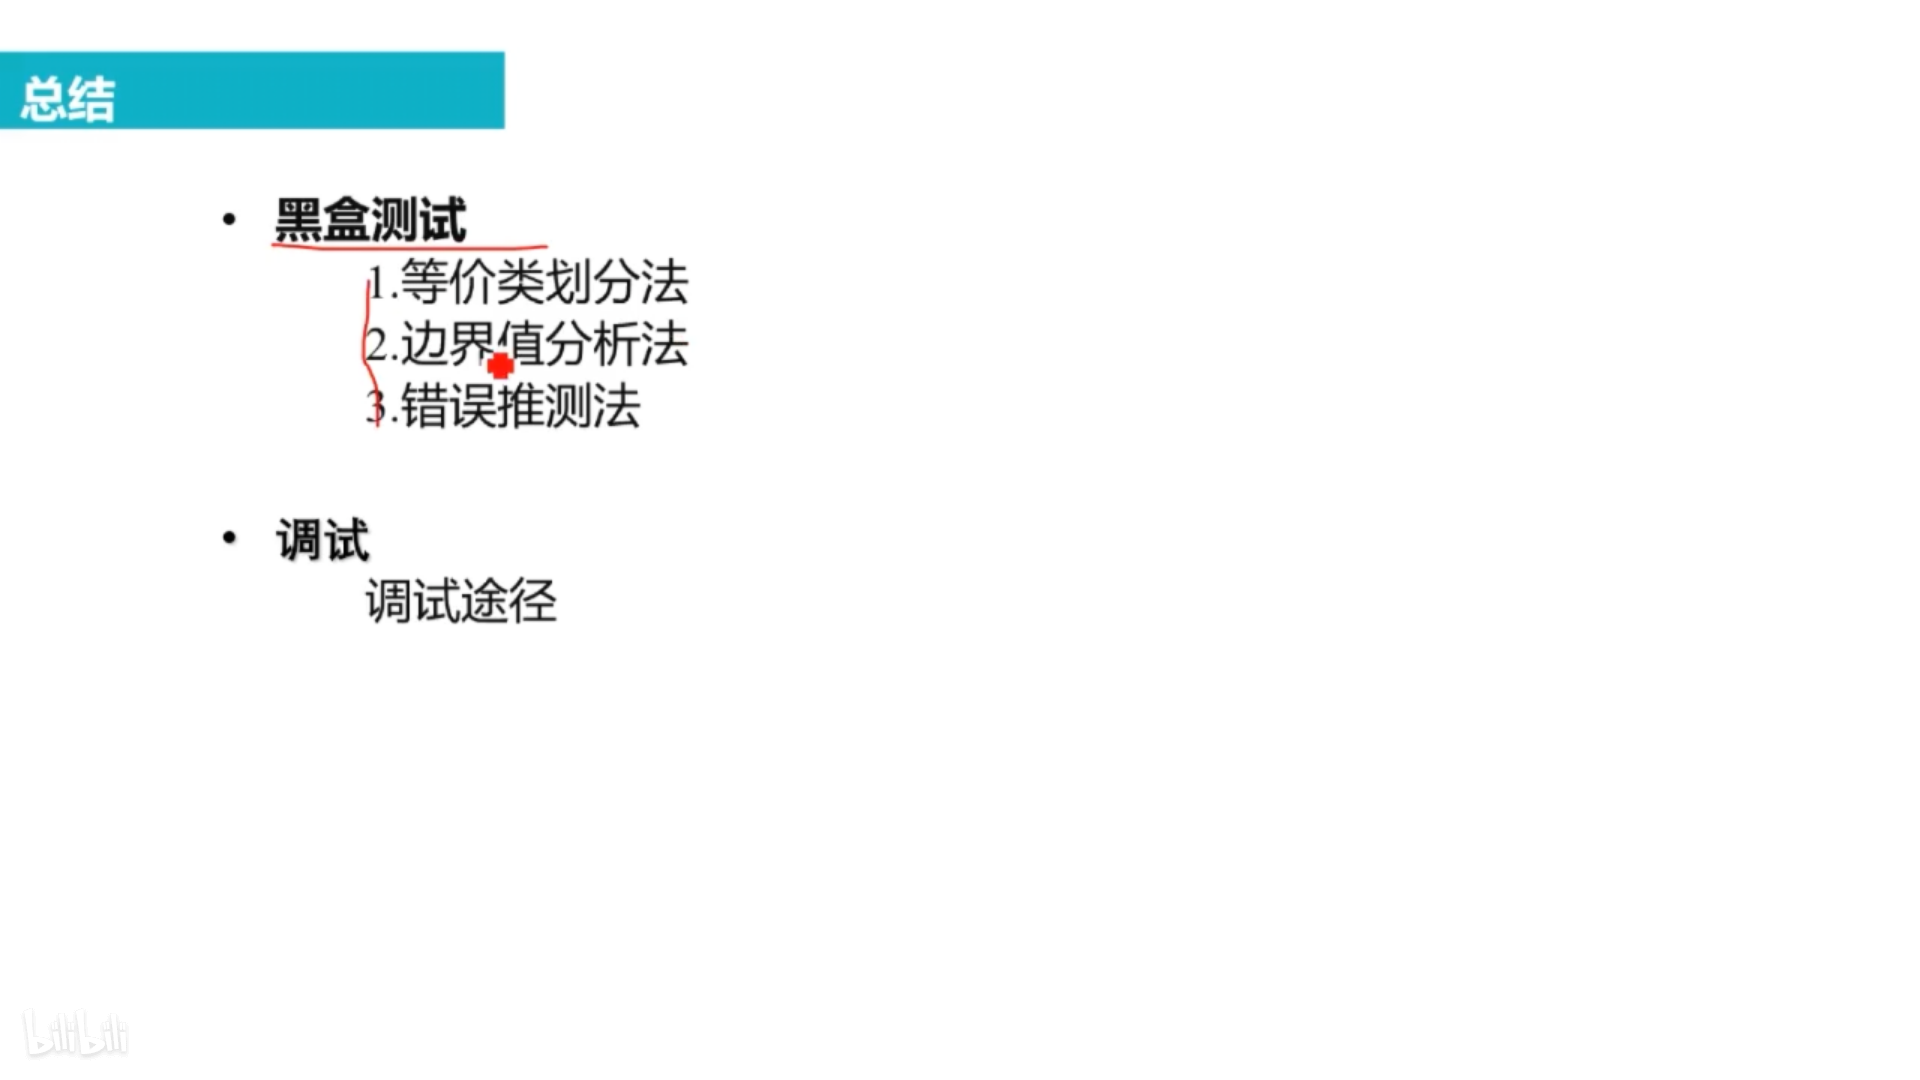 总结
• 黑盒测试
1.等价类划分法
2.边界值分析法
3.错误推测法
• 调试
调试途径
bilibili